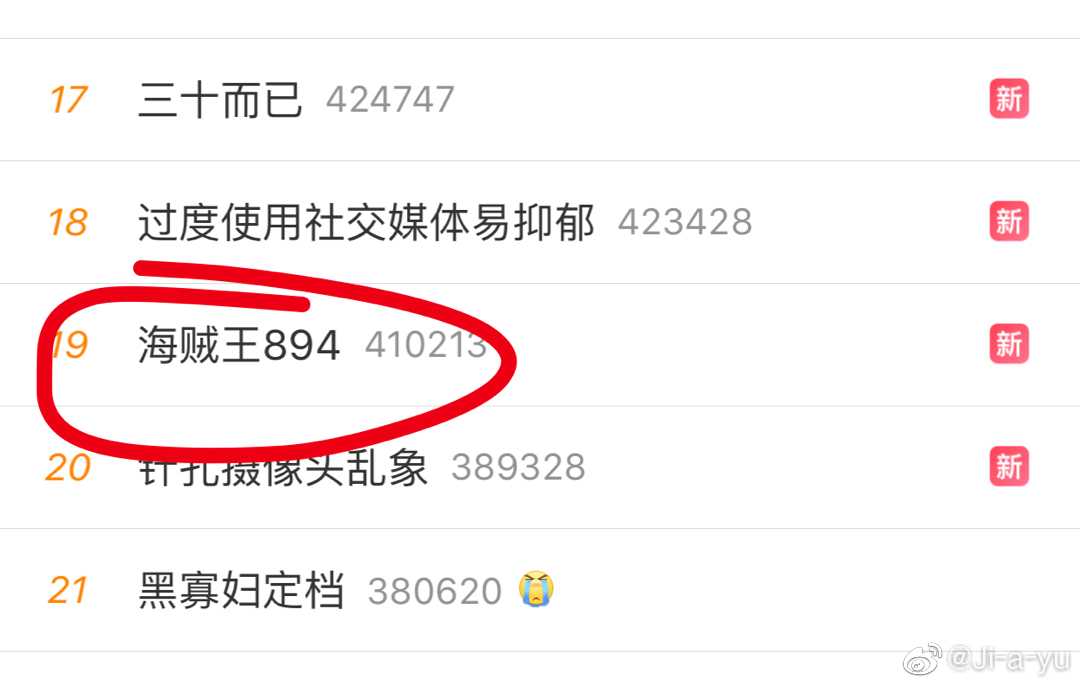 17 三十而已 424747 新
18 过度使用社交媒体易抑郁 423428 新
19 海贼王894 410213 新
20 针孔摄像头乱象 389328 新
21 黑寡妇定档 380620 😭
@Ji-a-yu